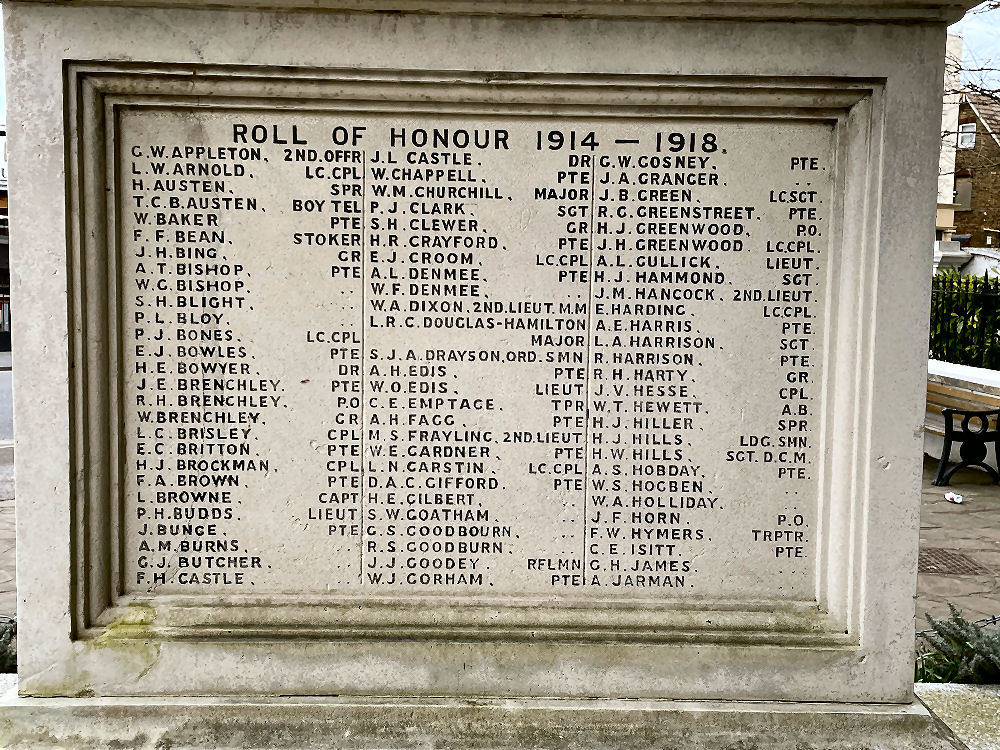 ROLL OF HONOUR 1914 — 1918.
G.W.APPLETON. 2ND.OFFR
L.W.ARNOLD. LC.CPL
H.AUSTEN. SPR
T.C.B.AUSTEN. BOY TEL
W.BAKER PTE
F.F.BEAN. STOKER
J.H.BING. GR
A.T.BISHOP. PTE
W.G.BISHOP. ..
S.H.BLIGHT. ..
P.L.BLOY. ..
P.J.BONES. LC.CPL
E.J.BOWLES. PTE
H.E.BOWYER. DR
J.E.BRENCHLEY. PTE
R.H.BRENCHLEY. P.O
W.BRENCHLEY. GR
L.C.BRISLEY. CPL
E.C.BRITTON. PTE
H.J.BROCKMAN. CPL
F.A.BROWN. PTE
L.BROWNE. CAPT
P.H.BUDDS. LIEUT
J.BUNGE. PTE
A.M.BURNS. ..
G.J.BUTCHER. ..
F.H.CASTLE. ..
J.L CASTLE. DR
W.CHAPPELL. PTE
W.M.CHURCHILL. MAJOR
P.J.CLARK. SGT
S.H.CLEWER. GR
H.R.CRAYFORD. PTE
E.J.CROOM. LC.CPL
A.L.DENMEE. PTE
W.F.DENMEE. ..
W.A.DIXON. 2ND.LIEUT.M.M
L.R.C.DOUGLAS-HAMILTON
MAJOR
S.J.A.DRAYSON,ORD.SMN
A.H.EDIS. PTE
W.O.EDIS. LIEUT
C.E.EMPTAGE. TPR
A.H.FAGG. PTE
M.S.FRAYLING.2ND.LIEUT
W.E.GARDNER. PTE
L.N.GARSTIN. LC.CPL
D.A.C.GIFFORD. PTE
H.E.GILBERT ..
S.W.GOATHAM. ..
G.S.GOODBOURN. ..
R.S.GOODBURN. ..
J.J.GOODEY. RFLMN
W.J.GORHAM. PTE
G.W.GOSNEY. PTE.
J.A.GRANGER. ..
J.B.GREEN. LC.SGT.
R.G.GREENSTREET. PTE.
H.J.GREENWOOD. P.O.
J.H.GREENWOOD LC.CPL.
A.L.GULLICK. LIEUT.
H.J.HAMMOND. SGT.
J.M.HANCOCK. 2ND.LIEUT.
E.HARDING. LC.CPL.
A.E.HARRIS. PTE.
L.A.HARRISON. SGT.
R.HARRISON. PTE.
R.H.HARTY. GR.
J.V.HESSE. CPL.
W.T.HEWETT. A.B.
H.J.HILLER SPR.
H.J.HILLS. LDG.SMN.
H.W.HILLS. SGT.D.C.M.
A.S.HOBDAY. PTE.
W.S.HOGBEN. ..
W.A.HOLLIDAY. ..
J.F.HORN. P.O.
F.W.HYMERS. TRPTR.
C.E.ISITT. PTE.
G.H.JAMES. ..
A.JARMAN. ..